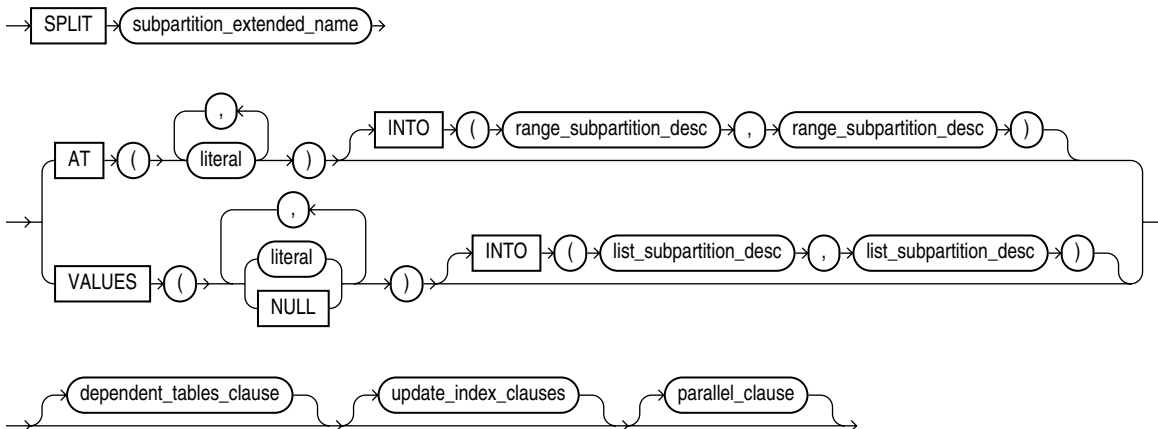 SPLIT subpartition_extended_name
,
INTO ( range_subpartition_desc , range_subpartition_desc )
AT ( literal )
,
literal
INTO ( list_subpartition_desc , list_subpartition_desc )
VALUES ( )
NULL
dependent_tables_clause update_index_clauses parallel_clause